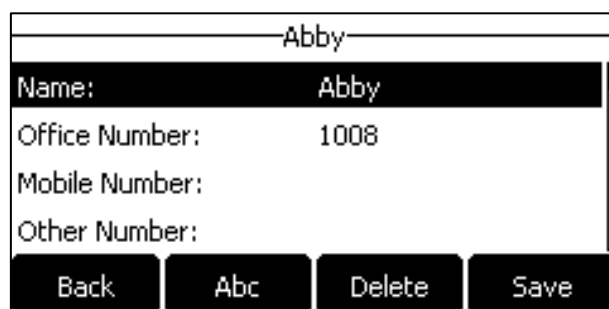 Abby
Name: Abby
Office Number: 1008
Mobile Number:
Other Number:
Back Abc Delete Save